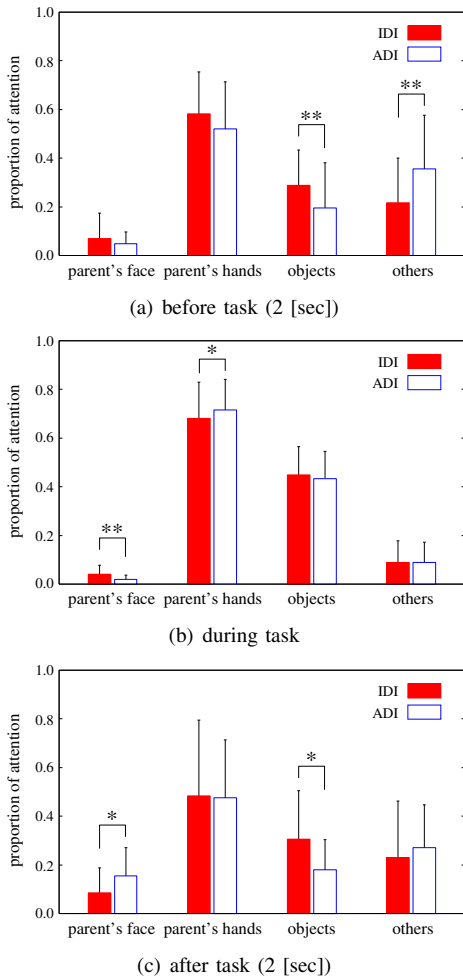 1.0
IDI
ADI
0.8
**
**
0.6
0.4
0.2
0.0
proportion of attention
parent's face parent's hands objects others
(a) before task (2 [sec])
1.0
IDI
*
ADI
0.8
0.6
0.4
**
0.2
0.0
proportion of attention
parent's face parent's hands objects others
(b) during task
1.0
IDI
ADI
0.8
*
0.6
0.4
*
0.2
0.0
proportion of attention
parent's face parent's hands objects others
(c) after task (2 [sec])